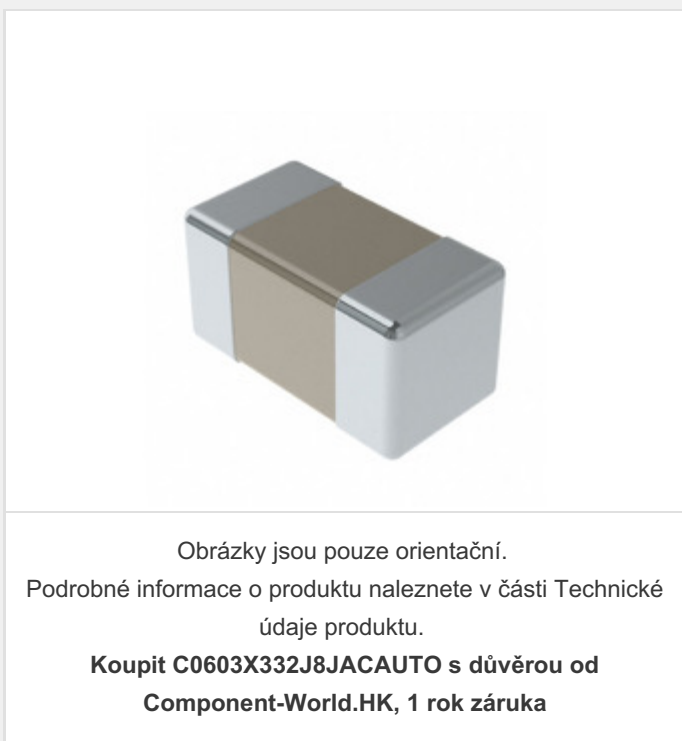 Obrázky jsou pouze orientační.
Podrobné informace o produktu naleznete v části Technické
údaje produktu.
Koupit C0603X332J8JACAUTO s důvěrou od
Component-World.HK, 1 rok záruka